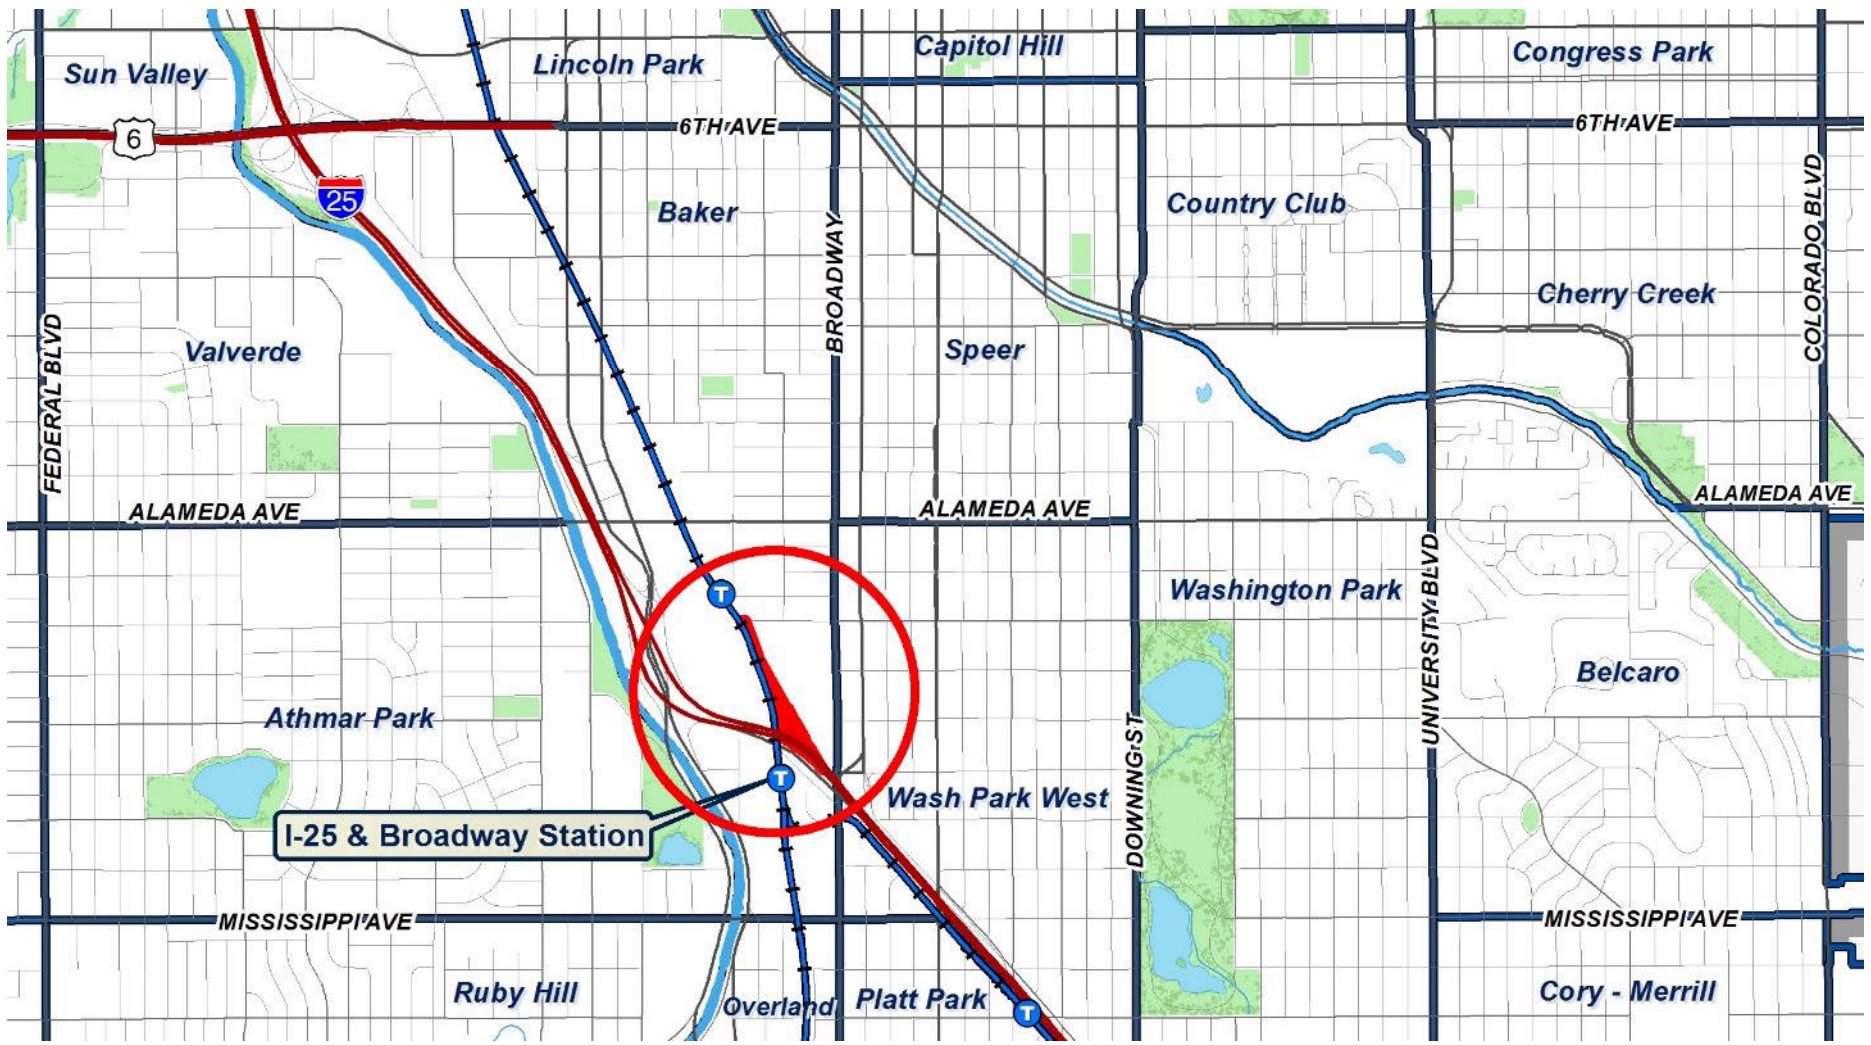 Capitol Hill
Congress Park
Sun Valley
Lincoln Park
6
6TH AVE
6TH AVE
25
Baker
Country Club
COLORADO BLVD
BROADWAY
Cherry Creek
FEDERAL BLVD
Valverde
Speer
ALAMEDA AVE
ALAMEDA AVE
ALAMEDA AVE
T
Washington Park
UNIVERSITY BLVD
Belcaro
Athmar Park
DOWNING ST
T
Wash Park West
I-25 & Broadway Station
MISSISSIPPI AVE
MISSISSIPPI AVE
Ruby Hill
Overland
Platt Park
Cory - Merrill
T